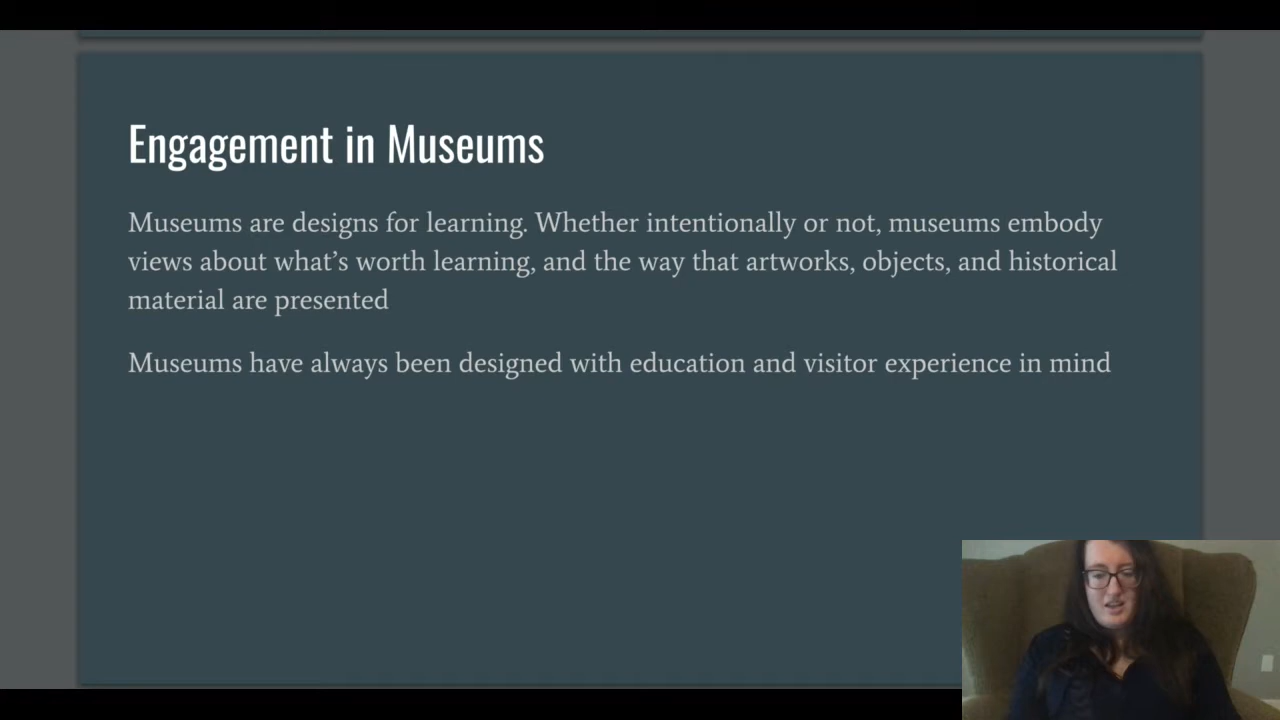 Engagement in Museums
Museums are designs for learning. Whether intentionally or not, museums embody
views about what’s worth learning, and the way that artworks, objects, and historical
material are presented
Museums have always been designed with education and visitor experience in mind